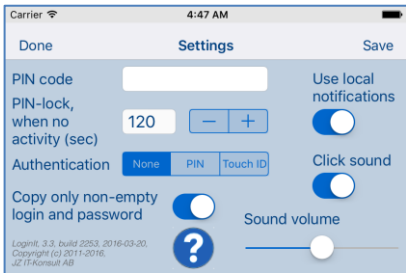 Carrier 4:47 AM
Done Settings Save
PIN code
Use local
notifications
PIN-lock,
when no
activity (sec)
120 − +
Authentication None PIN Touch ID
Click sound
Copy only non-empty
login and password
Sound volume
LoginIt, 3.3, build 2253, 2016-03-20,
Copyright (c) 2011-2016,
JZ IT-Konsult AB
?